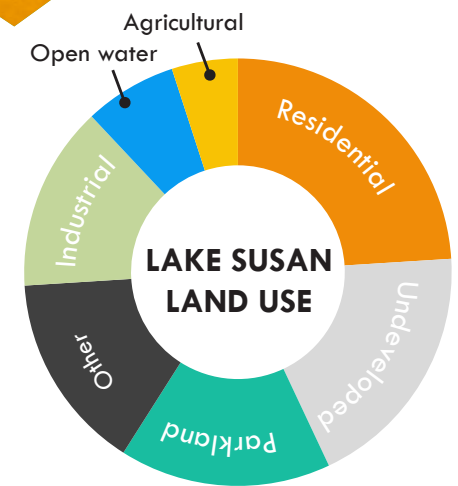 Agricultural
Open water
Residential
Industrial
LAKE SUSAN
LAND USE
Undeveloped
Other
Parkland